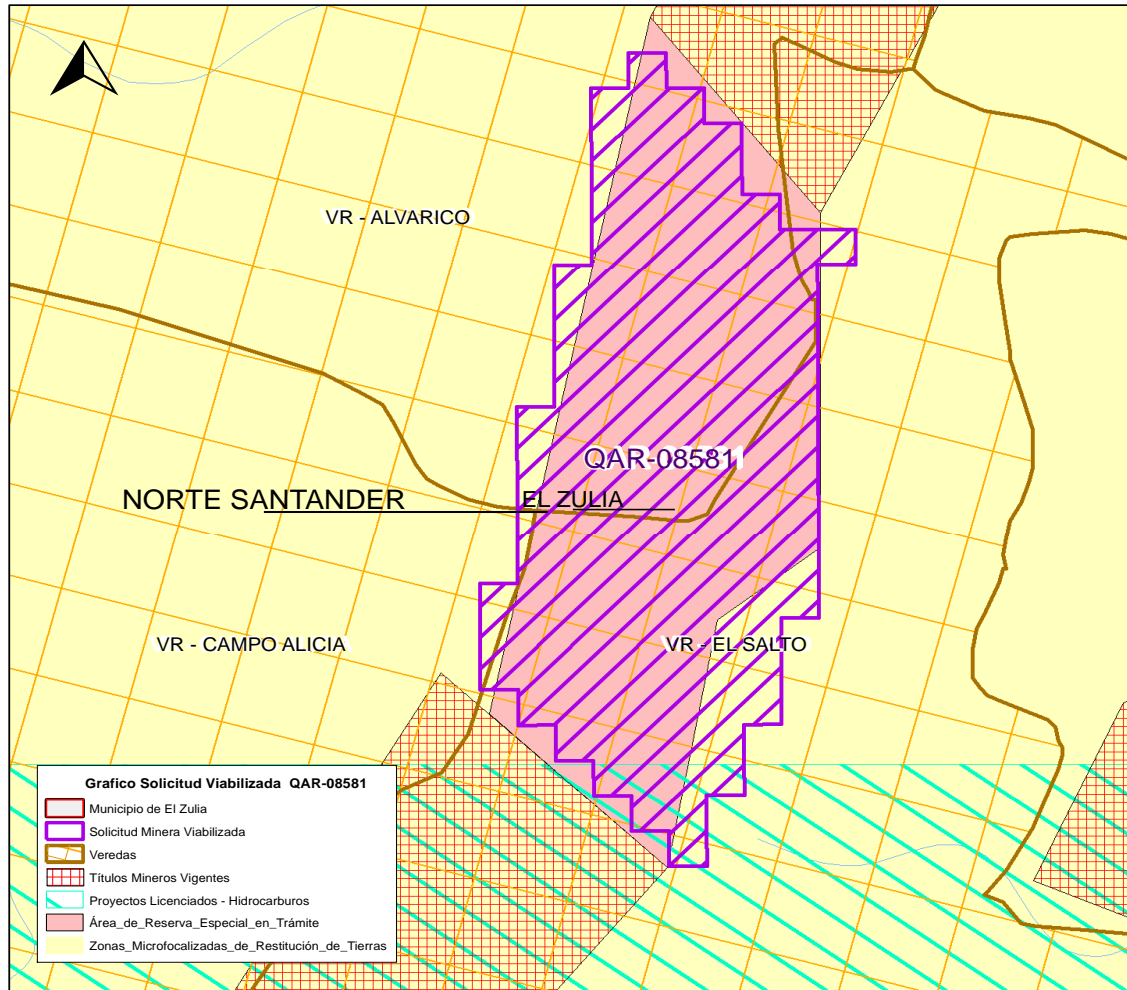 VR - ALVARICO
QAR-08581
NORTE SANTANDER
EL ZULIA
VR - CAMPO ALICIA
VR - EL SALTO
Grafico Solicitud Viabilizada QAR-08581
Municipio de El Zulia
Solicitud Minera Viabilizada
Veredas
Títulos Mineros Vigentes
Proyectos Licenciados - Hidrocarburos
Área_de_Reserva_Especial_en_Trámite
Zonas_Microfocalizadas_de_Restitución_de_Tierras